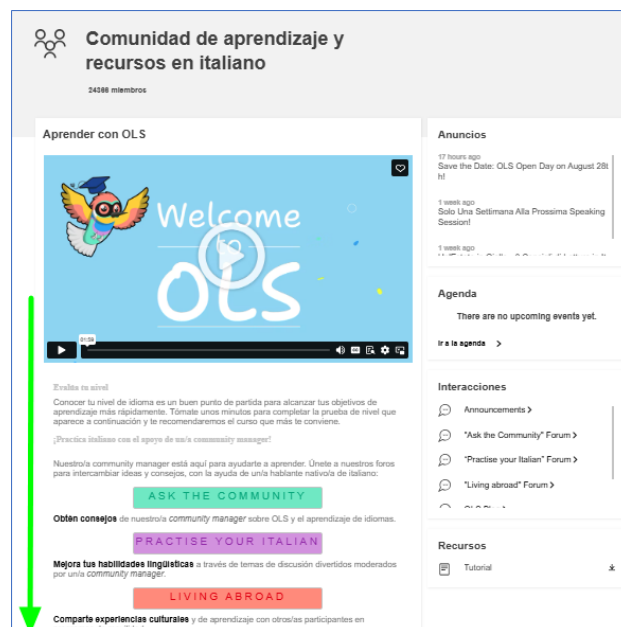 Comunidad de aprendizaje y
recursos en italiano
24386 miembros
Aprender con OLS
Welcome
to
OLS
01:59
Evalúa tu nivel
Conocer tu nivel de idioma es un buen punto de partida para alcanzar tus objetivos de
aprendizaje más rápidamente. Tómate unos minutos para completar la prueba de nivel que
aparece a continuación y te recomendaremos el curso que más te conviene.
¡Practica italiano con el apoyo de un/a community manager!
Nuestro/a community manager está aquí para ayudarte a aprender. Únete a nuestros foros
para intercambiar ideas y consejos, con la ayuda de un/a hablante nativo/a de italiano:
ASK THE COMMUNITY
Obtén consejos de nuestro/a community manager sobre OLS y el aprendizaje de idiomas.
PRACTISE YOUR ITALIAN
Mejora tus habilidades lingüísticas a través de temas de discusión divertidos moderados
por un/a community manager.
LIVING ABROAD
Comparte experiencias culturales y de aprendizaje con otros/as participantes en
Anuncios
17 hours ago
Save the Date: OLS Open Day on August 28t
h!
1 week ago
Solo Una Settimana Alla Prossima Speaking
Session!
1 week ago
Agenda
There are no upcoming events yet.
Ir a la agenda >
Interacciones
Announcements >
"Ask the Community" Forum >
"Practise your Italian" Forum >
"Living abroad" Forum >
Recursos
Tutorial